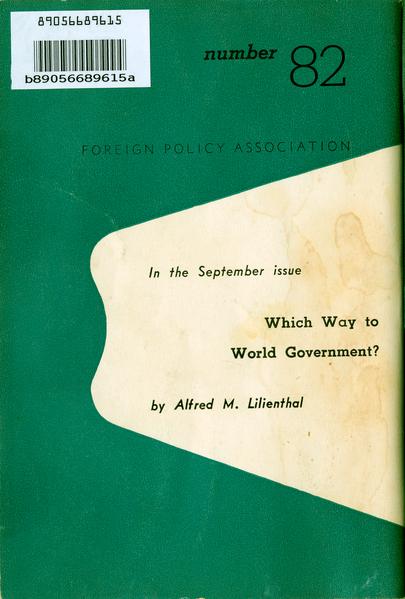 89056689615
b89056689615a
number 82
FOREIGN POLICY ASSOCIATION
In the September issue
Which Way to
World Government?
by Alfred M. Lilienthal